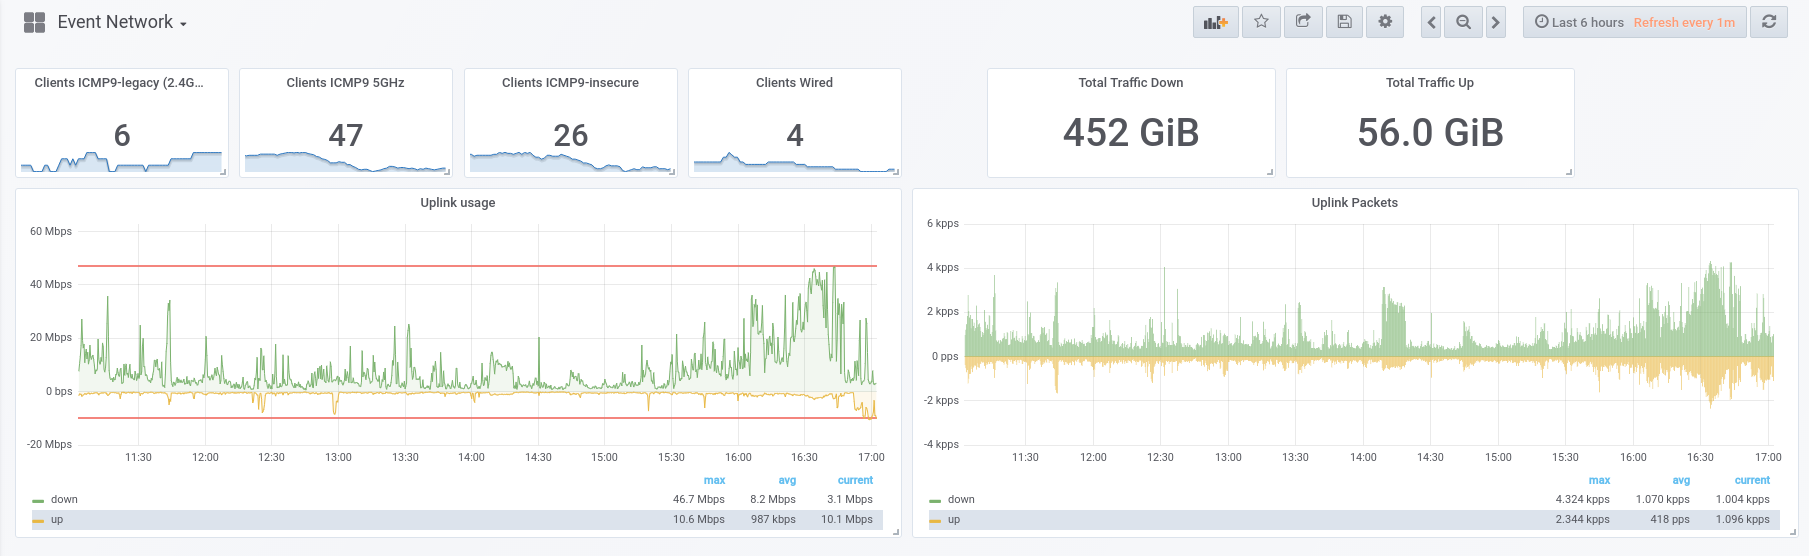 Event Network
Last 6 hours Refresh every 1m
Clients ICMP9-legacy (2.4G...
6
Clients ICMP9 5GHz
47
Clients ICMP9-insecure
26
Clients Wired
4
Total Traffic Down
452 GiB
Total Traffic Up
56.0 GiB
Uplink usage
60 Mbps
40 Mbps
20 Mbps
0 bps
-20 Mbps
11:30 12:00 12:30 13:00 13:30 14:00 14:30 15:00 15:30 16:00 16:30 17:00
max avg current
down 46.7 Mbps 8.2 Mbps 3.1 Mbps
up 10.6 Mbps 987 kbps 10.1 Mbps
Uplink Packets
6 kpps
4 kpps
2 kpps
0 pps
-2 kpps
-4 kpps
11:30 12:00 12:30 13:00 13:30 14:00 14:30 15:00 15:30 16:00 16:30 17:00
max avg current
down 4.324 kpps 1.070 kpps 1.004 kpps
up 2.344 kpps 418 pps 1.096 kpps